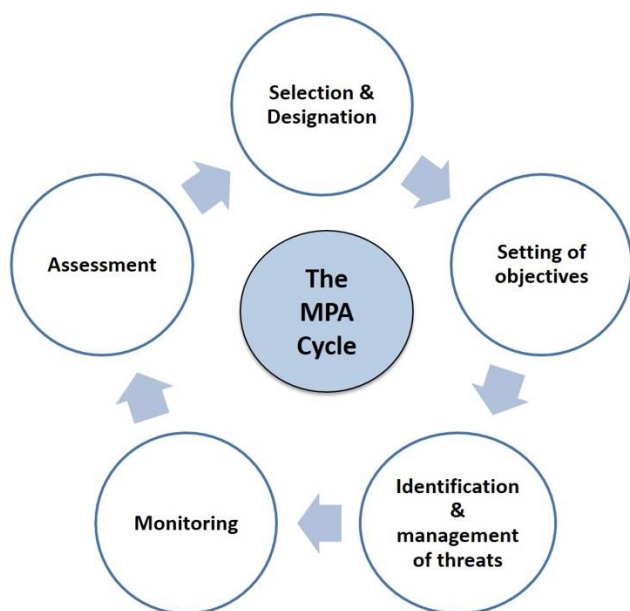 Selection &
Designation
Setting of
objectives
Identification
&
management
of threats
Monitoring
Assessment
The
MPA
Cycle